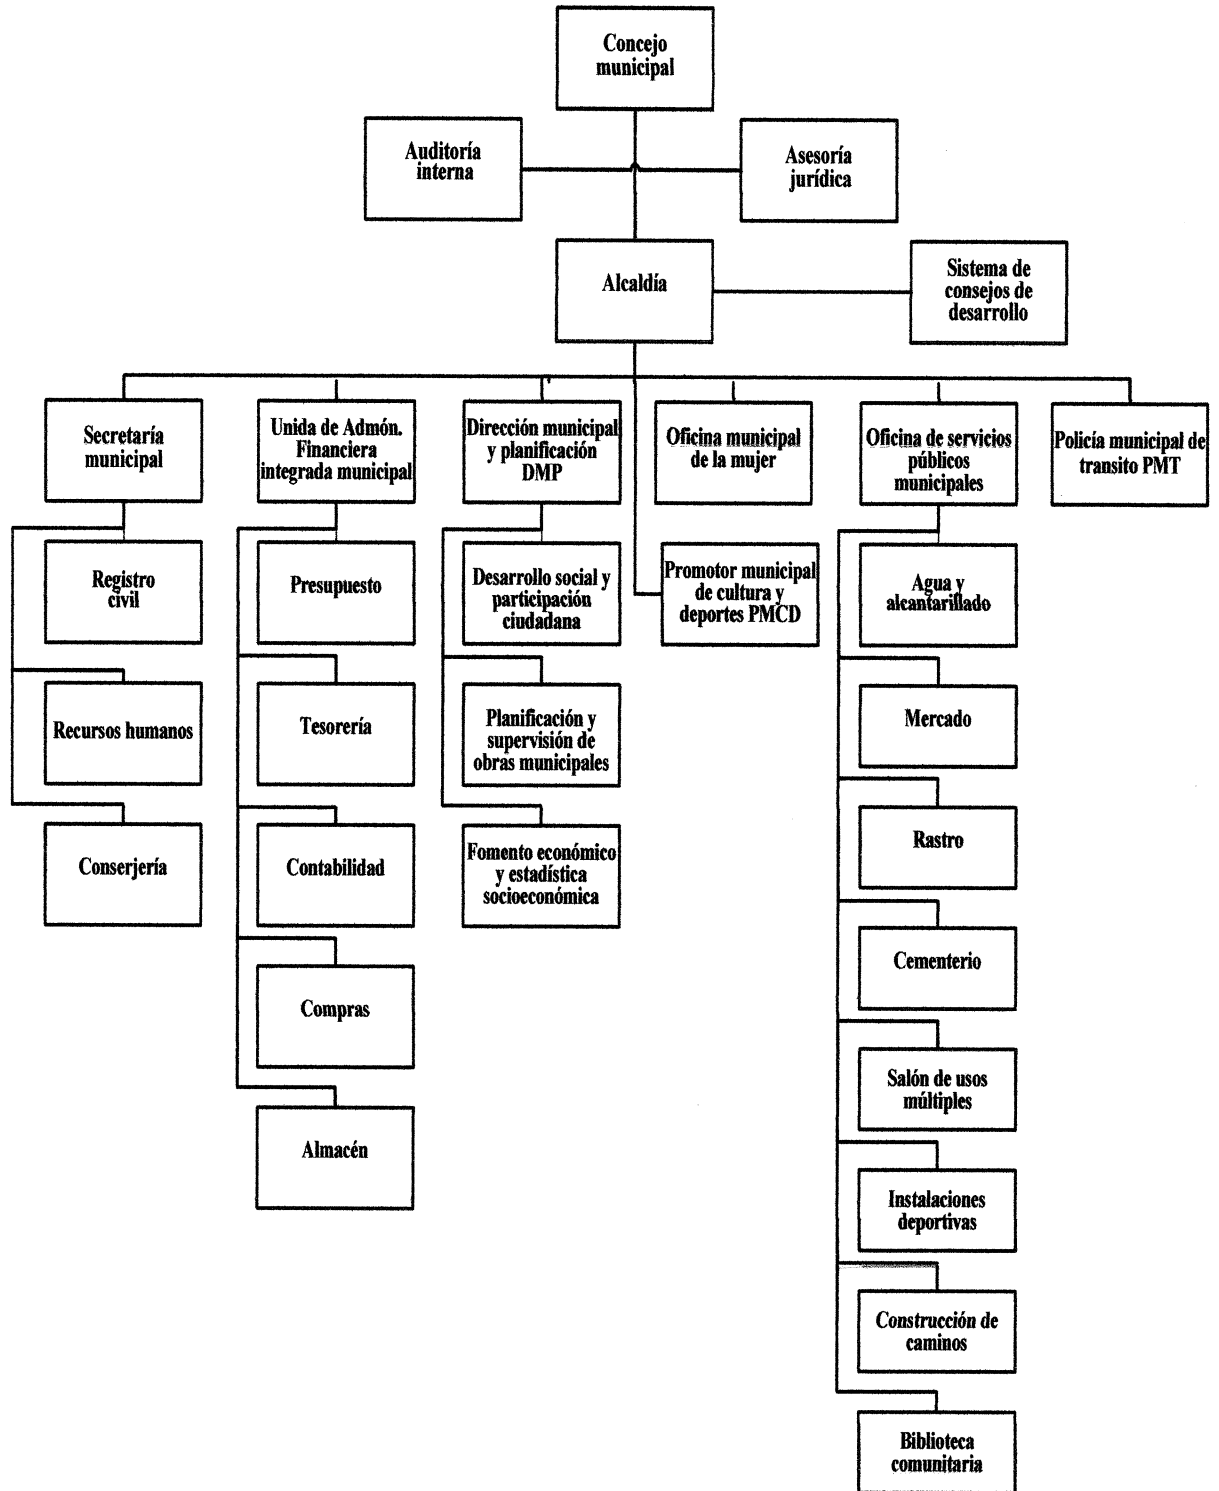 Concejo
municipal
Auditoría
interna
Asesoría
jurídica
Alcaldía
Sistema de
consejos de
desarrollo
Secretaría
municipal
Unida de Admón.
Financiera
integrada municipal
Dirección municipal
y planificación
DMP
Oficina municipal
de la mujer
Oficina de servicios
públicos
municipales
Policía municipal de
transito PMT
Registro
civil
Presupuesto
Desarrollo social y
participación
ciudadana
Promotor municipal
de cultura y
deportes PMCD
Agua y
alcantarillado
Recursos humanos
Tesorería
Planificación y
supervisión de
obras municipales
Mercado
Conserjería
Contabilidad
Fomento económico
y estadística
socioeconómica
Rastro
Compras
Cementerio
Almacén
Salón de usos
múltiples
Instalaciones
deportivas
Construcción de
caminos
Biblioteca
comunitaria